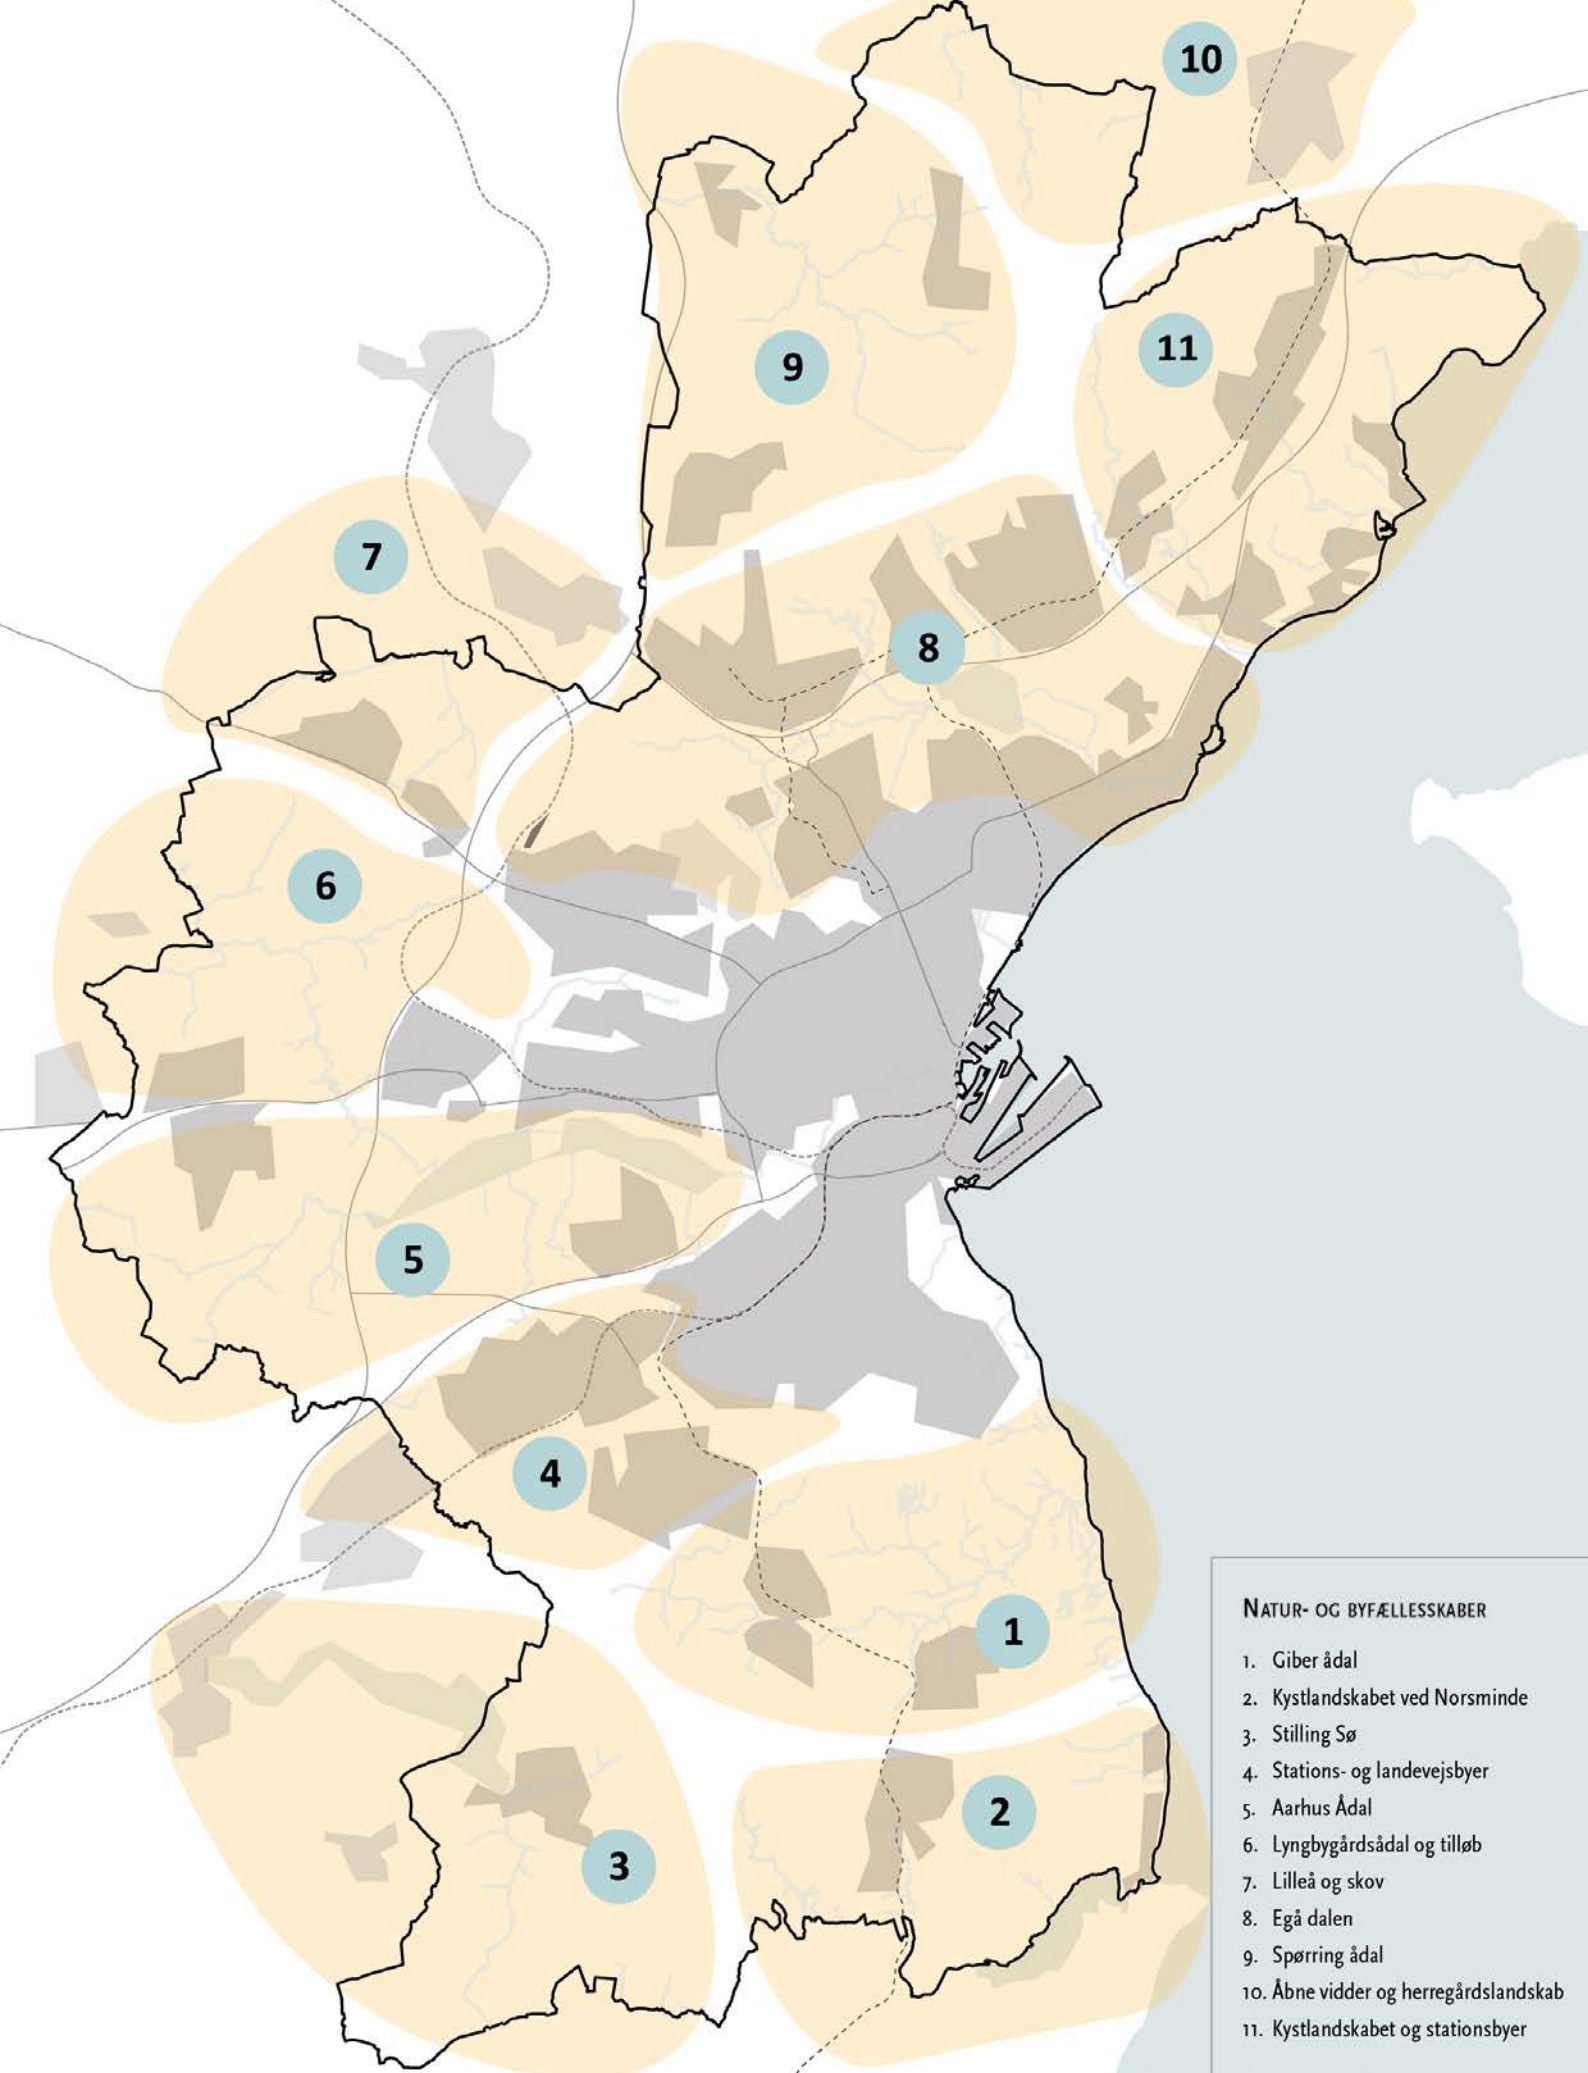 10
11
9
7
8
6
5
4
1
2
3
NATUR- OG BYFÆLLESSKABER
1. Giber ådal
2. Kystlandskabet ved Norsminde
3. Stilling Sø
4. Stations- og landevejsbyer
5. Aarhus Ådal
6. Lyngbygårdsådal og tilløb
7. Lilleå og skov
8. Egå dalen
9. Spørring ådal
10. Åbne vidder og herregårdslandskab
11. Kystlandskabet og stationsbyer